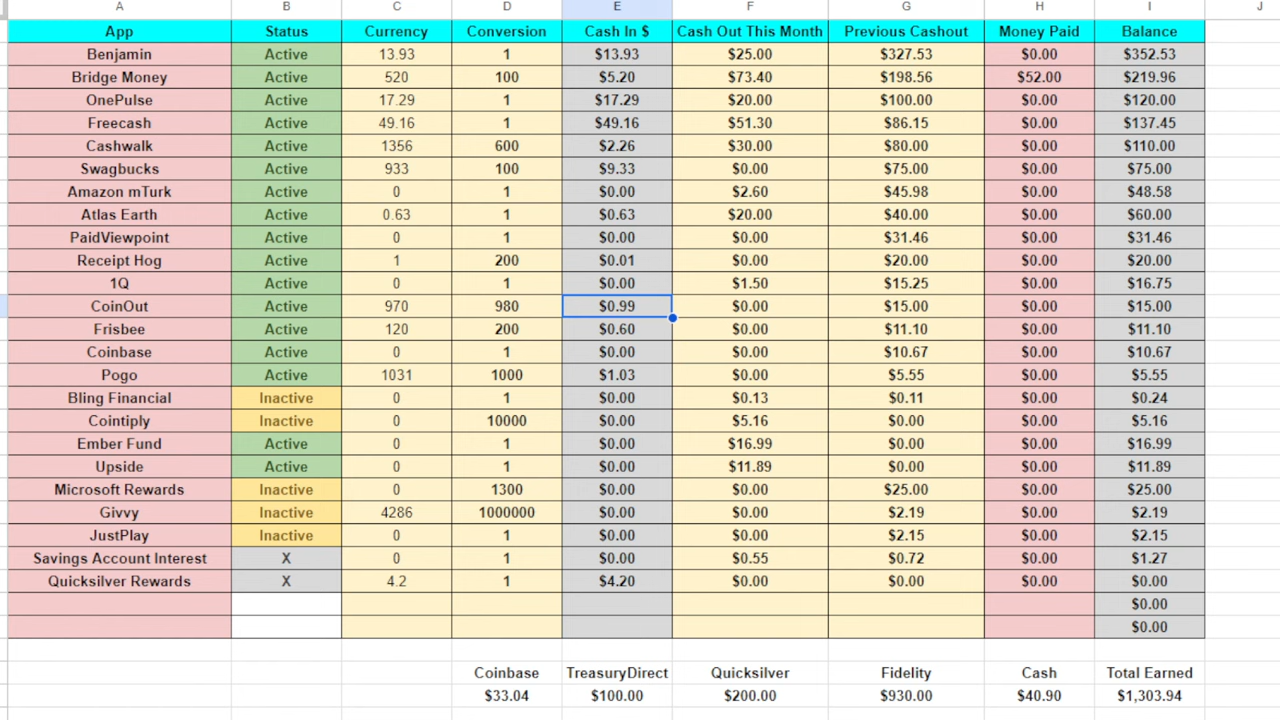 A B C D E F G H I J
App Status Currency Conversion Cash In $ Cash Out This Month Previous Cashout Money Paid Balance
Benjamin Active 13.93 1 $13.93 $25.00 $327.53 $0.00 $352.53
Bridge Money Active 520 100 $5.20 $73.40 $198.56 $52.00 $219.96
OnePulse Active 17.29 1 $17.29 $20.00 $100.00 $0.00 $120.00
Freecash Active 49.16 1 $49.16 $51.30 $86.15 $0.00 $137.45
Cashwalk Active 1356 600 $2.26 $30.00 $80.00 $0.00 $110.00
Swagbucks Active 933 100 $9.33 $0.00 $75.00 $0.00 $75.00
Amazon mTurk Active 0 1 $0.00 $2.60 $45.98 $0.00 $48.58
Atlas Earth Active 0.63 1 $0.63 $20.00 $40.00 $0.00 $60.00
PaidViewpoint Active 0 1 $0.00 $0.00 $31.46 $0.00 $31.46
Receipt Hog Active 1 200 $0.01 $0.00 $20.00 $0.00 $20.00
1Q Active 0 1 $0.00 $1.50 $15.25 $0.00 $16.75
CoinOut Active 970 980 $0.99 $0.00 $15.00 $0.00 $15.00
Frisbee Active 120 200 $0.60 $0.00 $11.10 $0.00 $11.10
Coinbase Active 0 1 $0.00 $0.00 $10.67 $0.00 $10.67
Pogo Active 1031 1000 $1.03 $0.00 $5.55 $0.00 $5.55
Bling Financial Inactive 0 1 $0.00 $0.13 $0.11 $0.00 $0.24
Cointiply Inactive 0 10000 $0.00 $5.16 $0.00 $0.00 $5.16
Ember Fund Active 0 1 $0.00 $16.99 $0.00 $0.00 $16.99
Upside Active 0 1 $0.00 $11.89 $0.00 $0.00 $11.89
Microsoft Rewards Inactive 0 1300 $0.00 $0.00 $25.00 $0.00 $25.00
Givvy Inactive 4286 1000000 $0.00 $0.00 $2.19 $0.00 $2.19
JustPlay Inactive 0 1 $0.00 $0.00 $2.15 $0.00 $2.15
Savings Account Interest X 0 1 $0.00 $0.55 $0.72 $0.00 $1.27
Quicksilver Rewards X 4.2 1 $4.20 $0.00 $0.00 $0.00 $0.00
$0.00
$0.00
Coinbase TreasuryDirect Quicksilver Fidelity Cash Total Earned
$33.04 $100.00 $200.00 $930.00 $40.90 $1,303.94